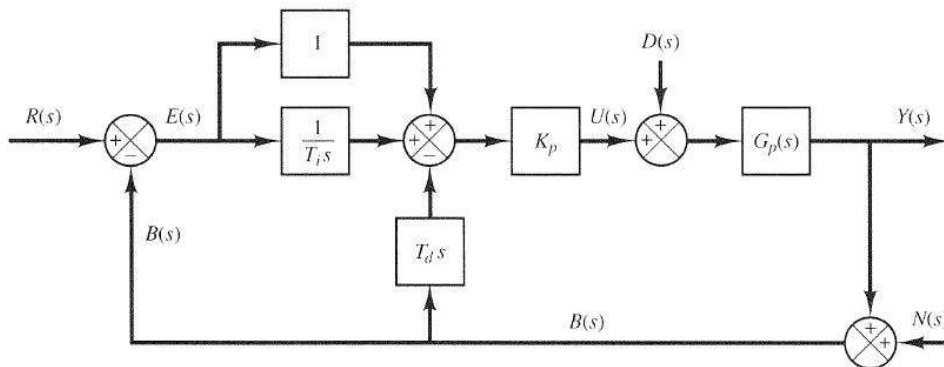 1
D(s)
R(s)
E(s)
1
T_i s
K_p
U(s)
G_p(s)
Y(s)
B(s)
T_d s
B(s)
N(s
+
−
+
+
−
+
+
+
+